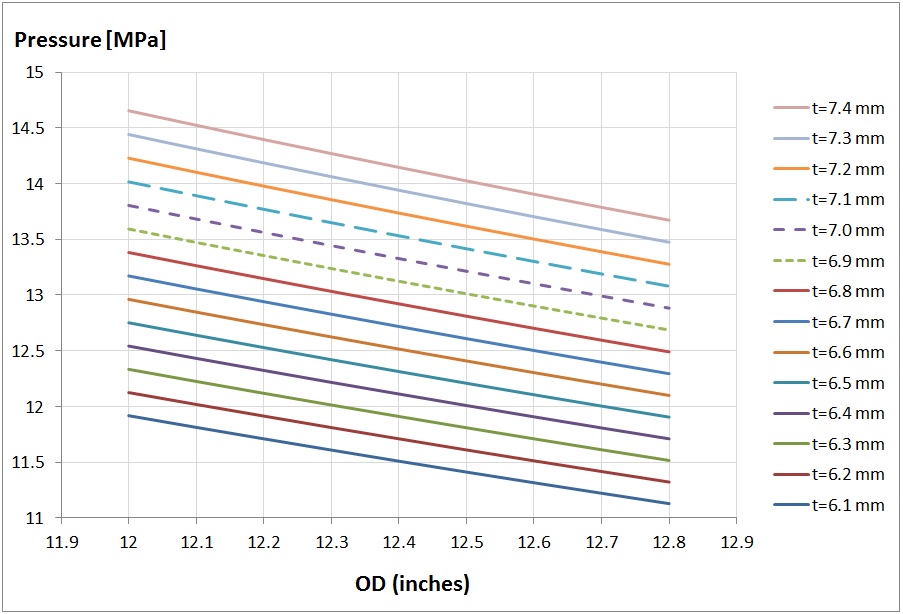 Pressure [MPa]
15
14.5
14
13.5
13
12.5
12
11.5
11
11.9 12 12.1 12.2 12.3 12.4 12.5 12.6 12.7 12.8 12.9
OD (inches)
t=7.4 mm
t=7.3 mm
t=7.2 mm
t=7.1 mm
t=7.0 mm
t=6.9 mm
t=6.8 mm
t=6.7 mm
t=6.6 mm
t=6.5 mm
t=6.4 mm
t=6.3 mm
t=6.2 mm
t=6.1 mm